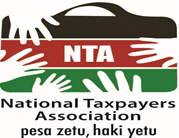 NTA
National Taxpayers
Association
pesa zetu, haki yetu